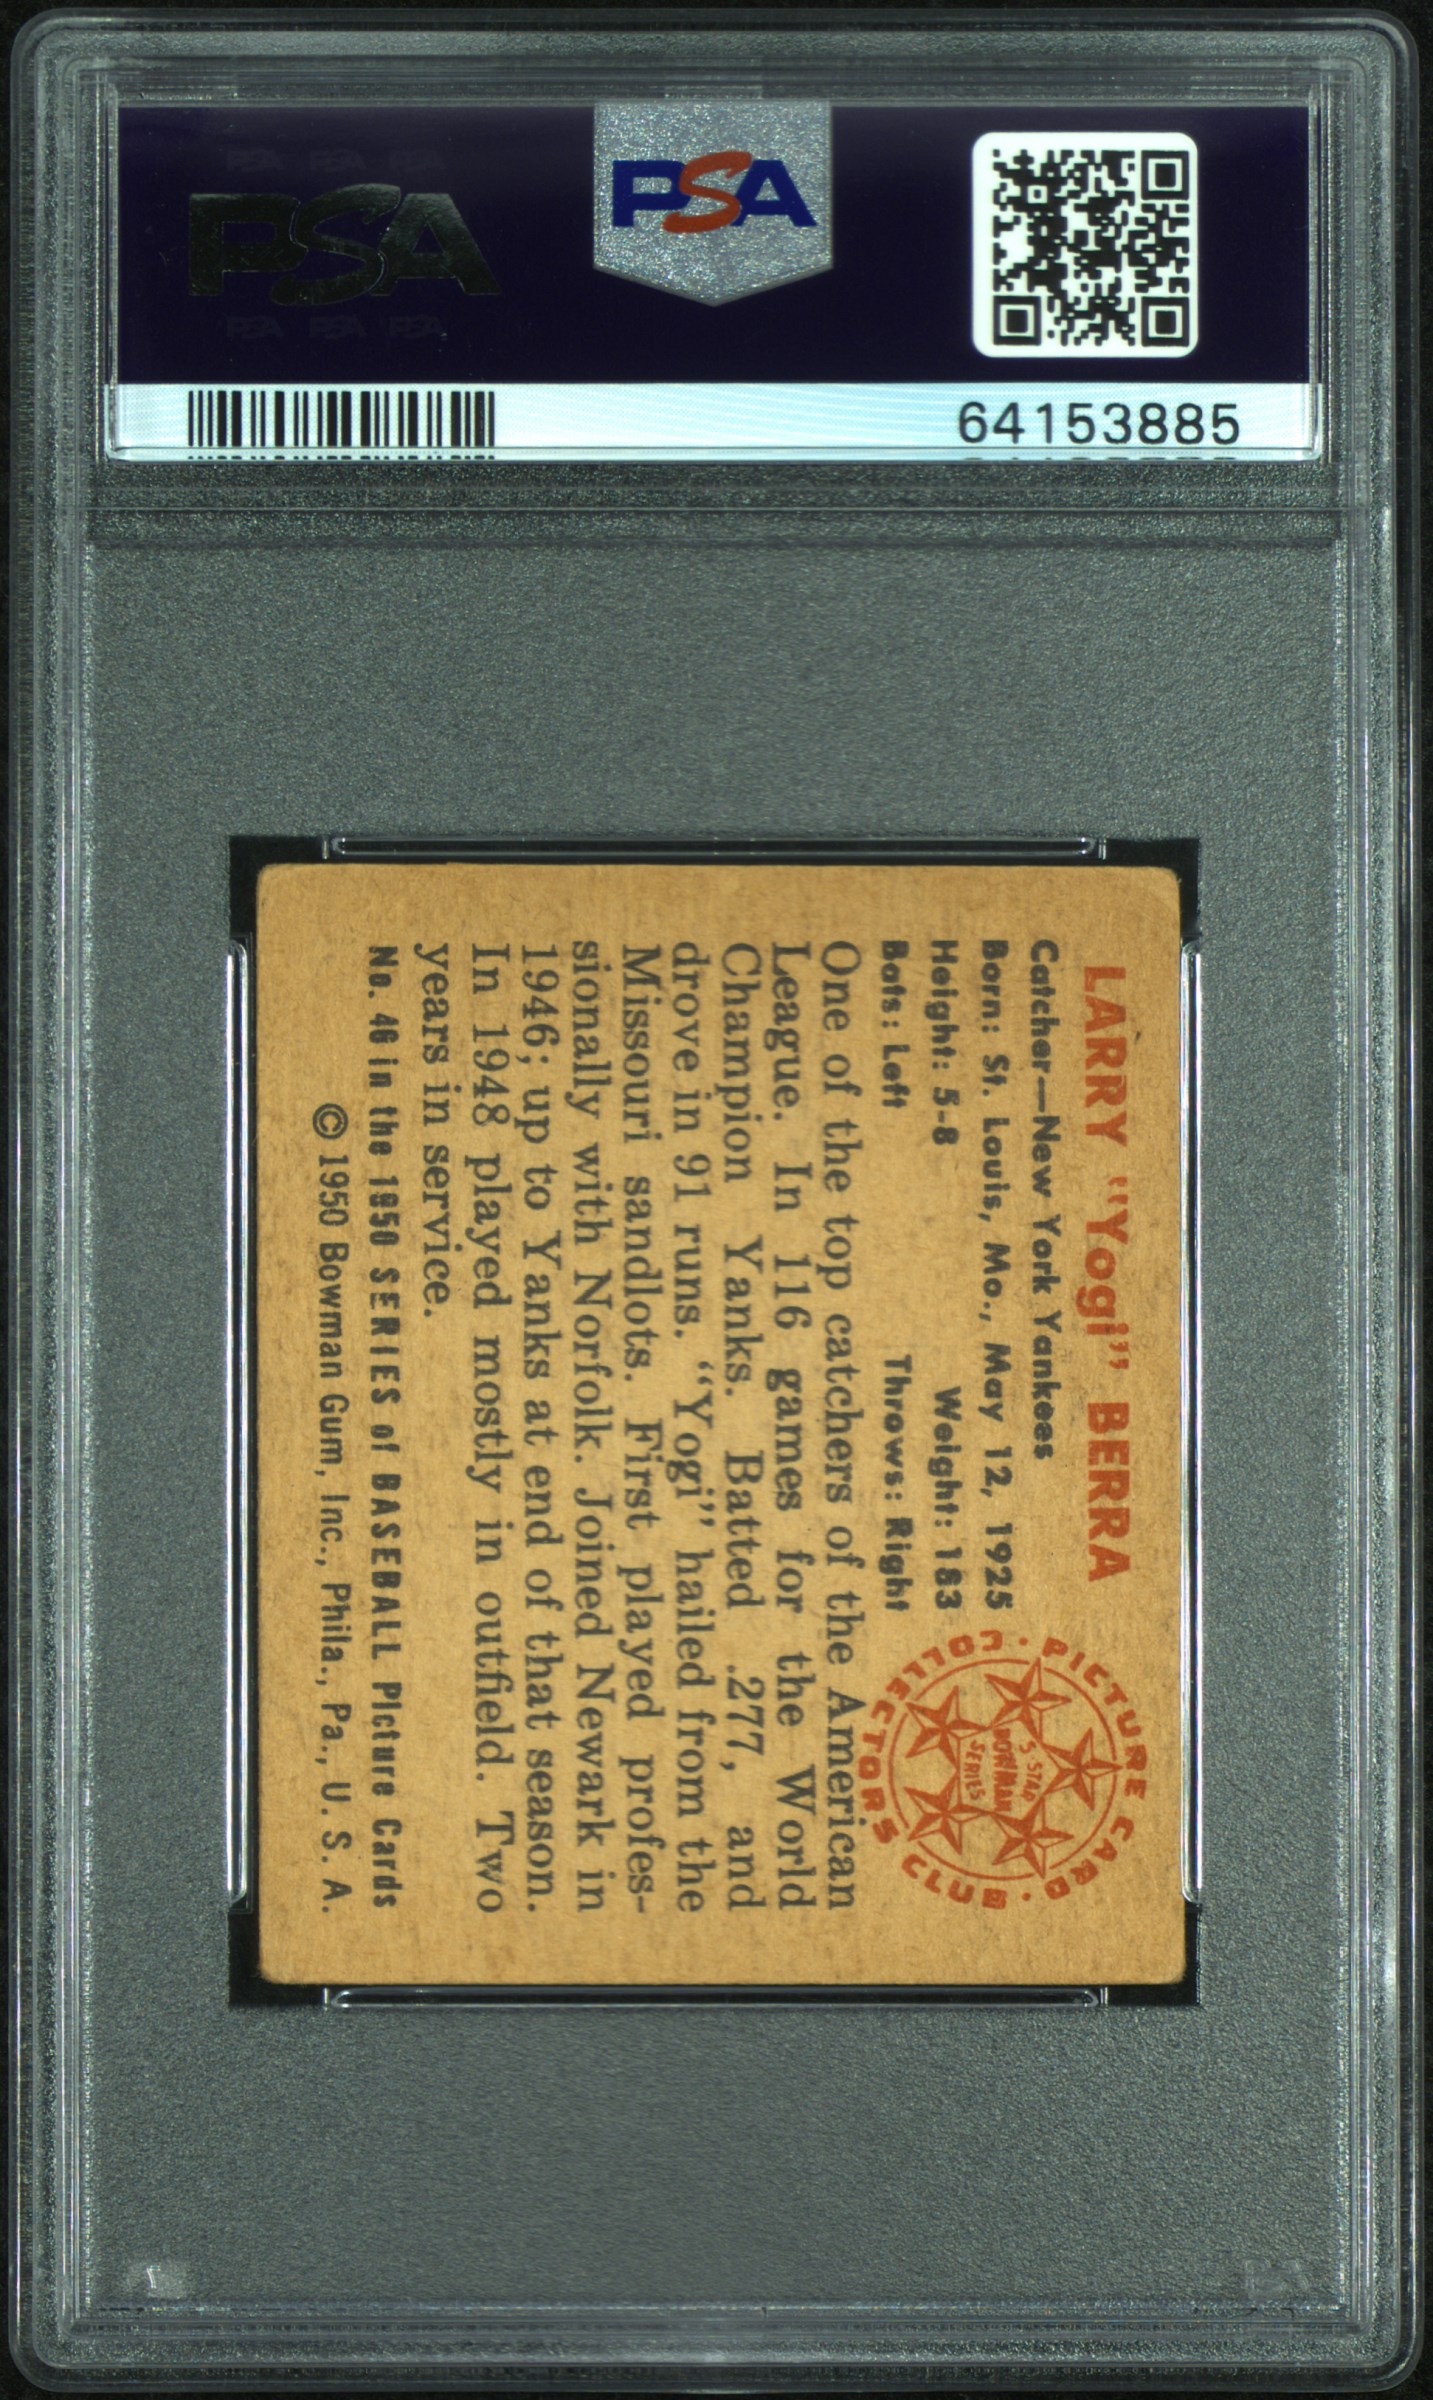 PSA
PSA
64153885
LARRY "Yogi" BERRA
Catcher—New York Yankees
Born: St. Louis, Mo., May 12, 1925
Height: 5-8 Weight: 183
Bats: Left Throws: Right
One of the top catchers of the American
League. In 116 games for the World
Champion Yanks. Batted .277, and
drove in 91 runs. "Yogi" hailed from the
Missouri sandlots. First played profes-
sionally with Norfolk. Joined Newark in
1946; up to Yanks at end of that season.
In 1948 played mostly in outfield. Two
years in service.
No. 46 in the 1950 SERIES of BASEBALL Picture Cards
© 1950 Bowman Gum, Inc., Phila., Pa., U. S. A.
PICTURE CARD · COLLECTORS CLUB ·
5 STAR
BOWMAN
SERIES